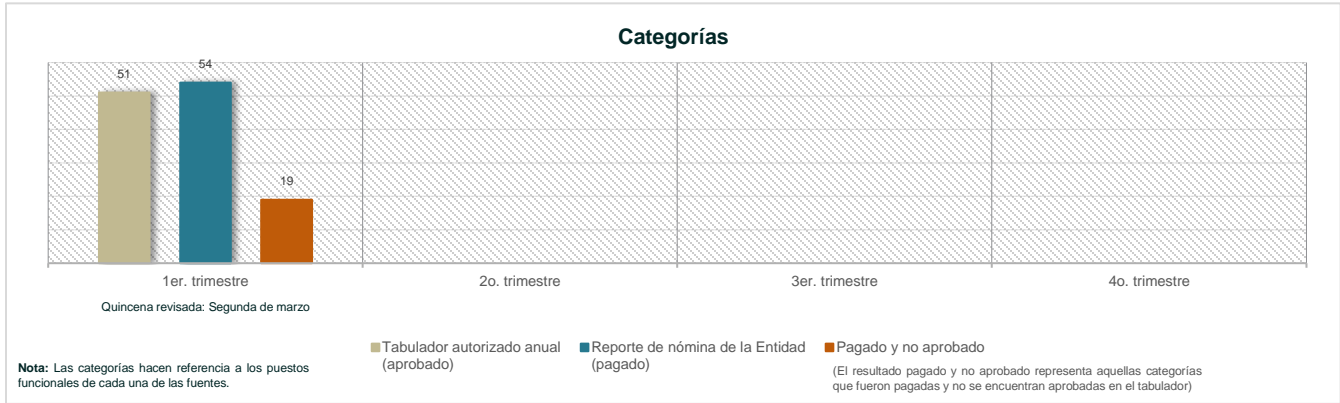 Categorías
51
54
19
1er. trimestre
2o. trimestre
3er. trimestre
4o. trimestre
Quincena revisada: Segunda de marzo
Tabulador autorizado anual
(aprobado)
Reporte de nómina de la Entidad
(pagado)
Pagado y no aprobado
(El resultado pagado y no aprobado representa aquellas categorías
que fueron pagadas y no se encuentran aprobadas en el tabulador)
Nota: Las categorías hacen referencia a los puestos
funcionales de cada una de las fuentes.